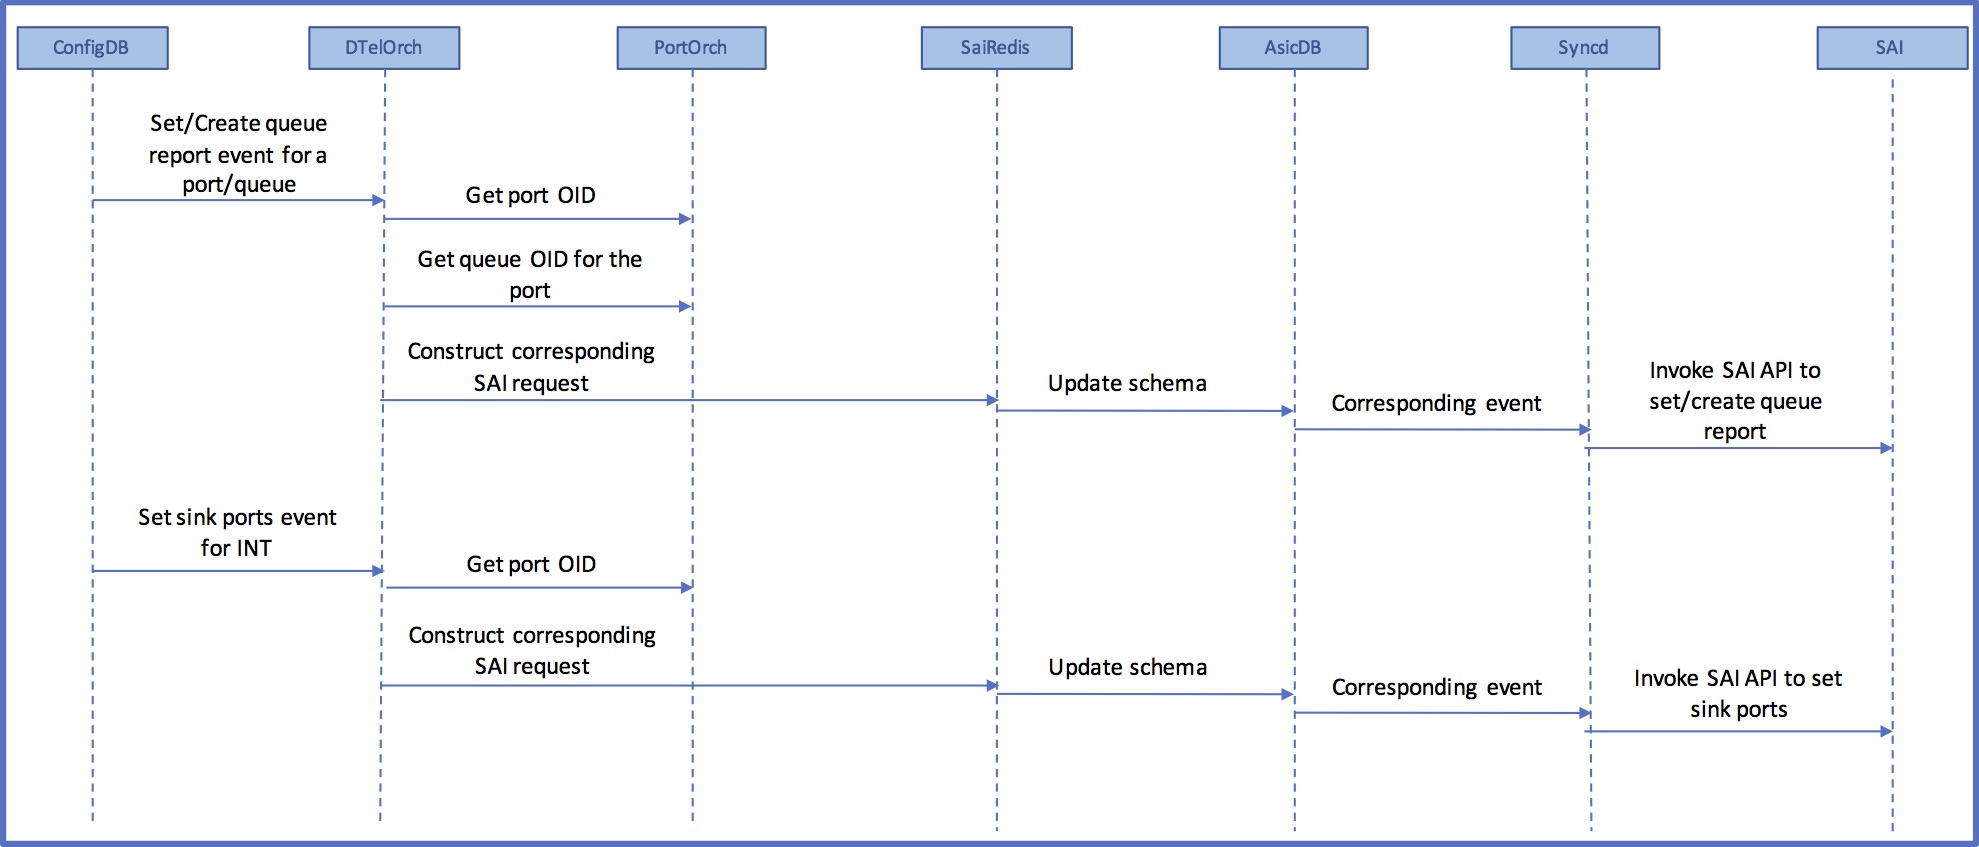 ConfigDB
DTelOrch
PortOrch
SaiRedis
AsicDB
Syncd
SAI
Set/Create queue
report event for a
port/queue
Get port OID
Get queue OID for the
port
Construct corresponding
SAI request
Update schema
Corresponding event
Invoke SAI API to
set/create queue
report
Set sink ports event
for INT
Get port OID
Construct corresponding
SAI request
Update schema
Corresponding event
Invoke SAI API to set
sink ports